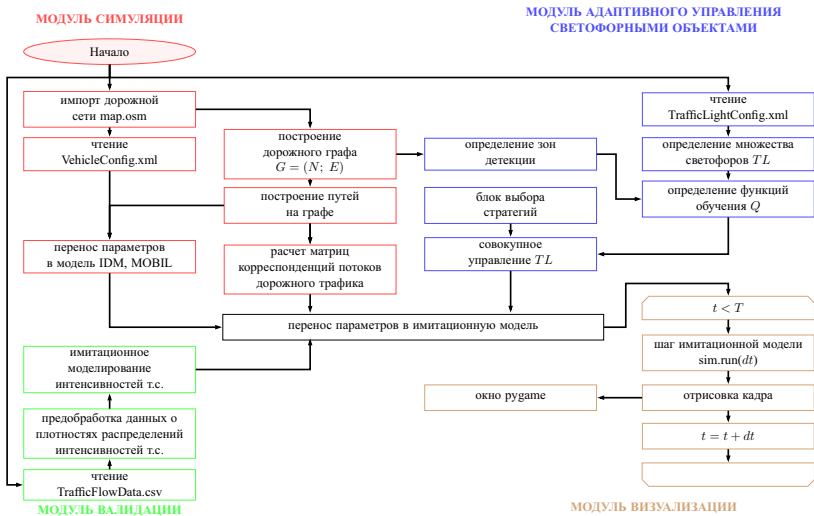 МОДУЛЬ СИМУЛЯЦИИ
МОДУЛЬ АДАПТИВНОГО УПРАВЛЕНИЯ
СВЕТОФОРНЫМИ ОБЪЕКТАМИ
Начало
импорт дорожной
сети map.osm
чтение
VehicleConfig.xml
построение
дорожного графа
G = (N; E)
построение путей
на графе
перенос параметров
в модель IDM, MOBIL
расчет матриц
корреспонденций потоков
дорожного трафика
определение зон
детекции
блок выбора
стратегий
совокупное
управление TL
чтение
TrafficLightConfig.xml
определение множества
светофоров TL
определение функций
обучения Q
перенос параметров в имитационную модель
имитационное
моделирование
интенсивностей т.с.
предобработка данных о
плотностях распределений
интенсивностей т.с.
чтение
TrafficFlowData.csv
МОДУЛЬ ВАЛИДАЦИИ
t < T
шаг имитационной модели
sim.run(dt)
окно pygame
отрисовка кадра
t = t + dt
МОДУЛЬ ВИЗУАЛИЗАЦИИ